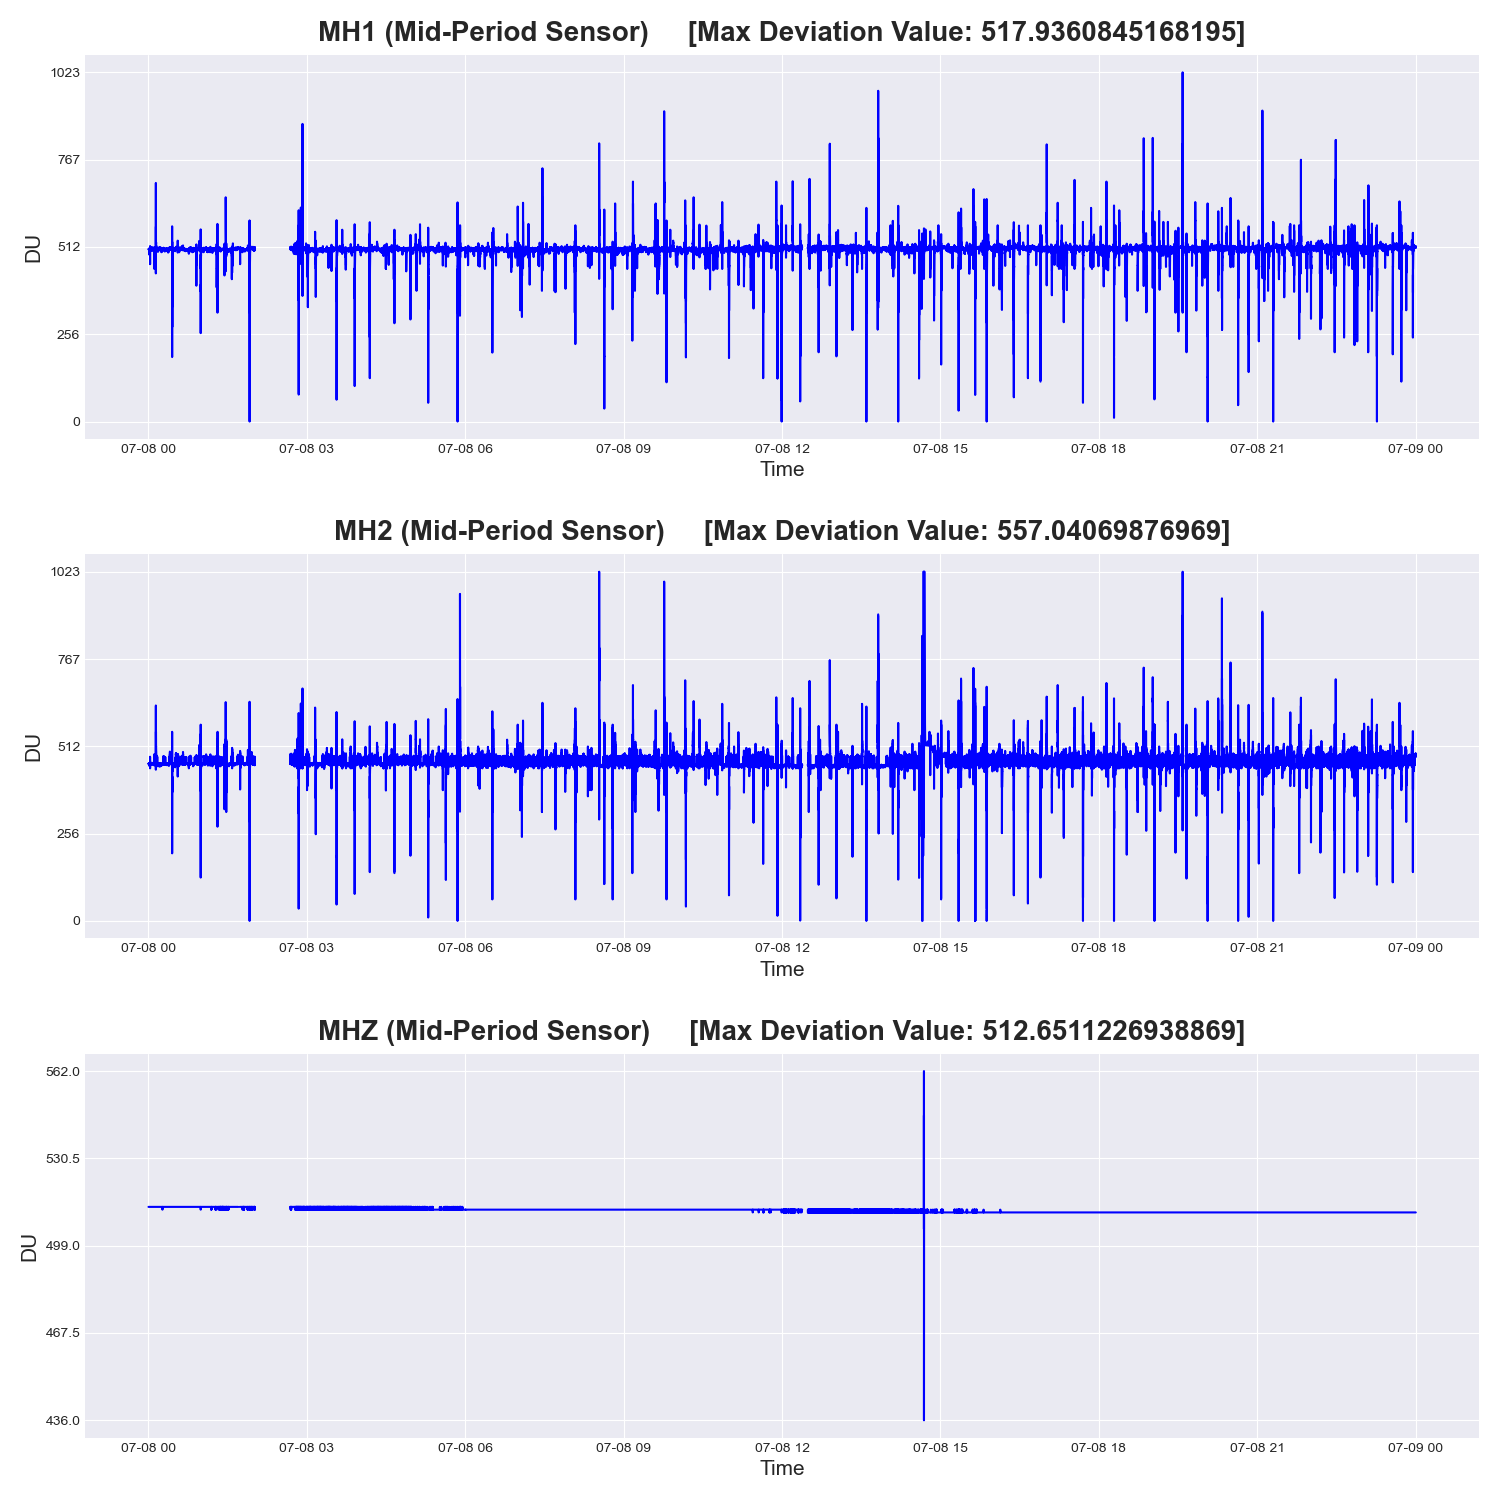 MH1 (Mid-Period Sensor) [Max Deviation Value: 517.9360845168195]
1023
767
512
256
0
DU
07-08 00 07-08 03 07-08 06 07-08 09 07-08 12 07-08 15 07-08 18 07-08 21 07-09 00
Time
MH2 (Mid-Period Sensor) [Max Deviation Value: 557.04069876969]
1023
767
512
256
0
DU
07-08 00 07-08 03 07-08 06 07-08 09 07-08 12 07-08 15 07-08 18 07-08 21 07-09 00
Time
MHZ (Mid-Period Sensor) [Max Deviation Value: 512.6511226938869]
562.0
530.5
499.0
467.5
436.0
DU
07-08 00 07-08 03 07-08 06 07-08 09 07-08 12 07-08 15 07-08 18 07-08 21 07-09 00
Time